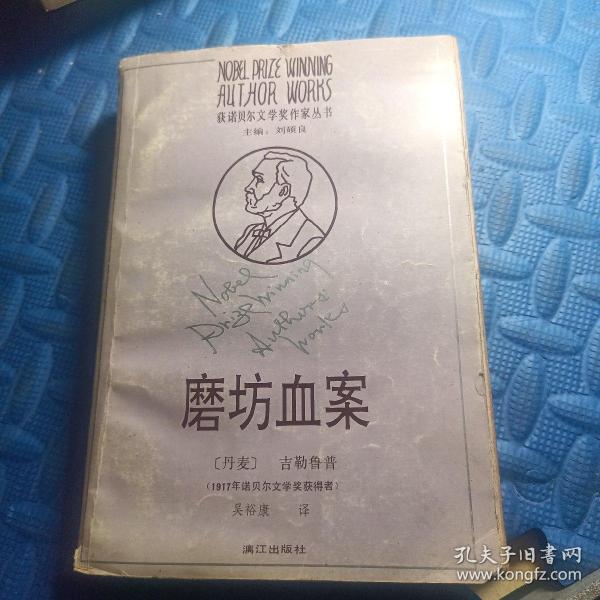 NOBEL PRIZE WINNING
AUTHOR WORKS
获诺贝尔文学奖作家丛书
主编：刘硕良
Nobel
Prize Winning
Author's
works
磨坊血案
〔丹麦〕 吉勒鲁普
（1917年诺贝尔文学奖获得者）
吴裕康 译
漓江出版社
孔夫子旧书网
www.kongfz.com